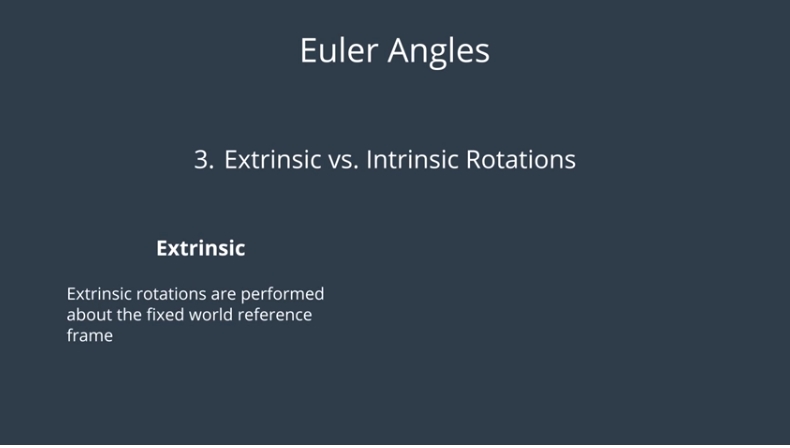 Euler Angles
3. Extrinsic vs. Intrinsic Rotations
Extrinsic
Extrinsic rotations are performed
about the fixed world reference
frame